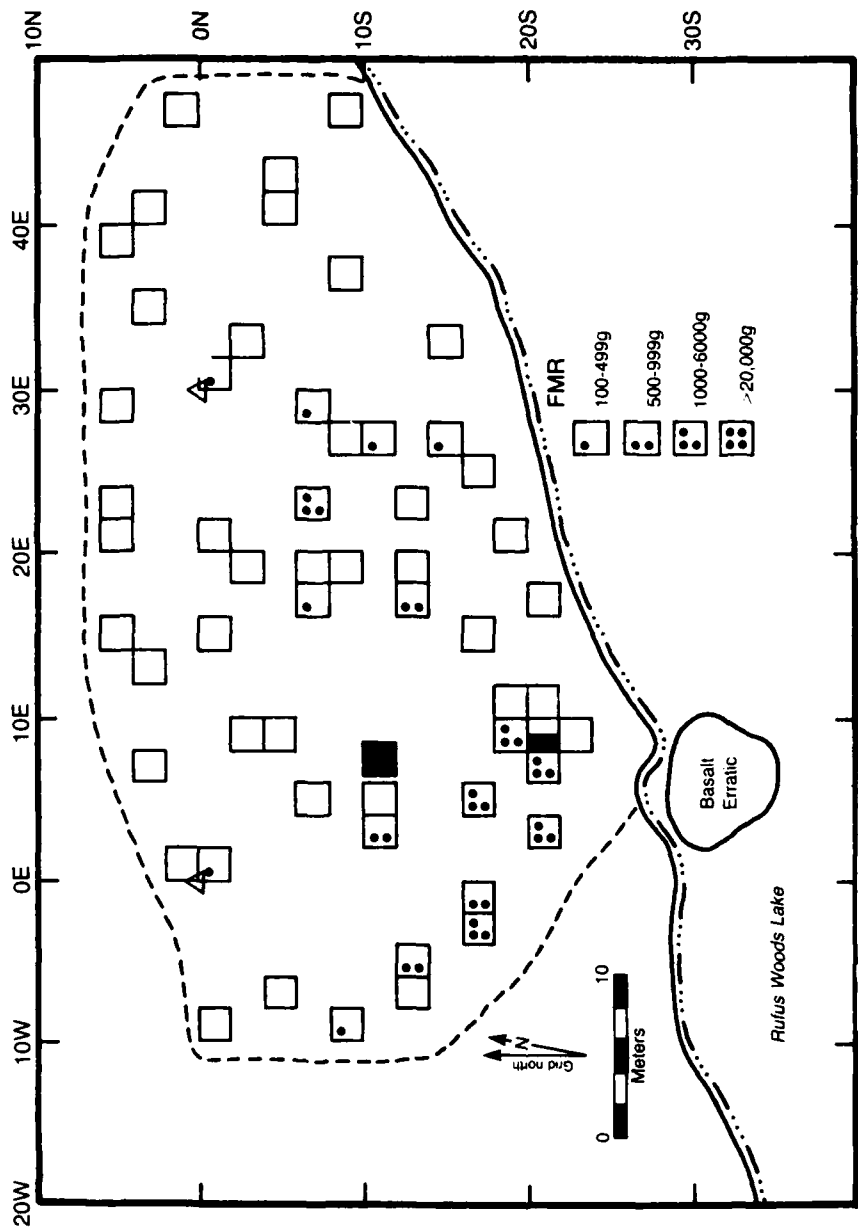 10N
0N
10S
20S
30S
20W
10W
0E
10E
20E
30E
40E
FMR
100-499g
500-999g
1000-6000g
>20,000g
Basalt
Erratic
Rufus Woods Lake
N
Grid north
0
10
Meters